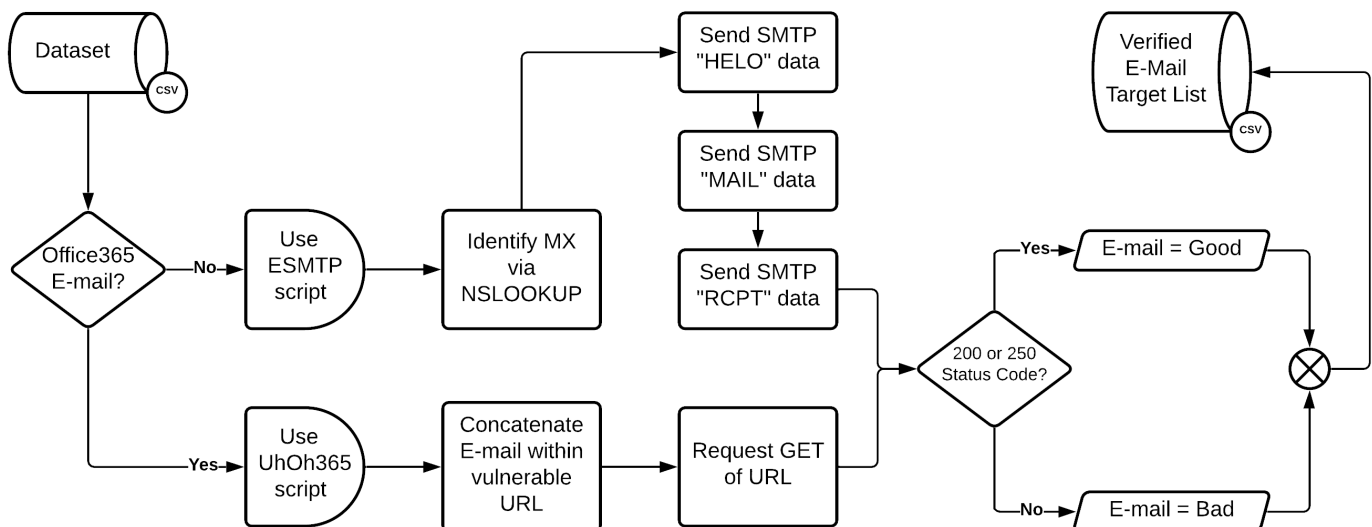 Dataset
CSV
Office365
E-mail?
No
Use
ESMTP
script
Identify MX
via
NSLOOKUP
Send SMTP
"HELO" data
Send SMTP
"MAIL" data
Send SMTP
"RCPT" data
Yes
Use
UhOh365
script
Concatenate
E-mail within
vulnerable
URL
Request GET
of URL
200 or 250
Status Code?
Yes
E-mail = Good
No
E-mail = Bad
Verified
E-Mail
Target List
CSV